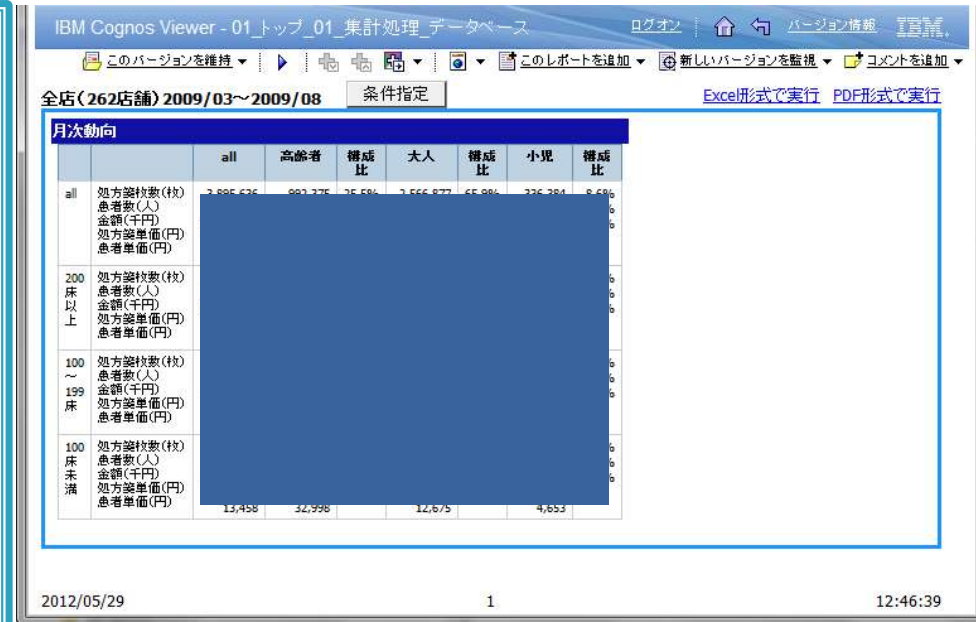 IBM Cognos Viewer - 01_トップ_01_集計処理_データベース ログオン バージョン情報 IBM.
このバージョンを維持 このレポートを追加 新しいバージョンを監視 コメントを追加
全店(262店舗) 2009/03～2009/08 条件指定 Excel形式で実行 PDF形式で実行
月次動向
all 高齢者 構成比 大人 構成比 小児 構成比
all 処方箋枚数(枚)
患者数(人)
金額(千円)
処方箋単価(円)
患者単価(円)
200床以上 処方箋枚数(枚)
患者数(人)
金額(千円)
処方箋単価(円)
患者単価(円)
100～199床 処方箋枚数(枚)
患者数(人)
金額(千円)
処方箋単価(円)
患者単価(円)
100床未満 処方箋枚数(枚)
患者数(人)
金額(千円)
処方箋単価(円)
患者単価(円) 13,458 32,998 12,675 4,653
2012/05/29 1 12:46:39